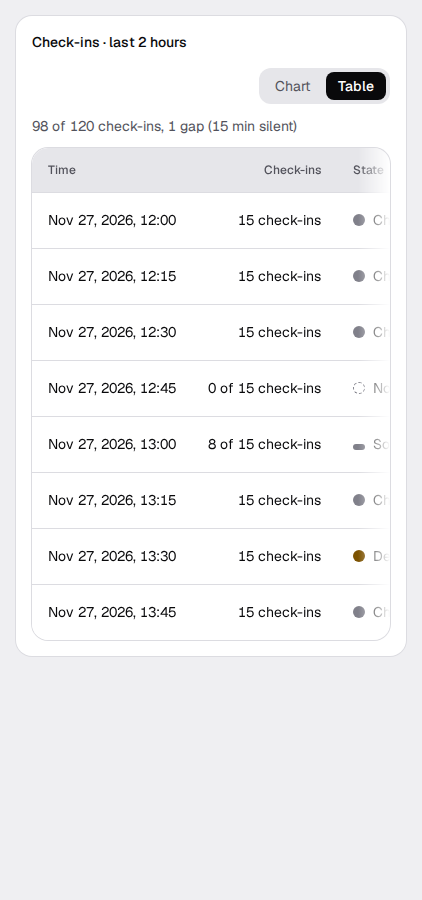 Check-ins · last 2 hours
Chart Table
98 of 120 check-ins, 1 gap (15 min silent)
Time Check-ins State
Nov 27, 2026, 12:00 15 check-ins
Nov 27, 2026, 12:15 15 check-ins
Nov 27, 2026, 12:30 15 check-ins
Nov 27, 2026, 12:45 0 of 15 check-ins
Nov 27, 2026, 13:00 8 of 15 check-ins
Nov 27, 2026, 13:15 15 check-ins
Nov 27, 2026, 13:30 15 check-ins
Nov 27, 2026, 13:45 15 check-ins